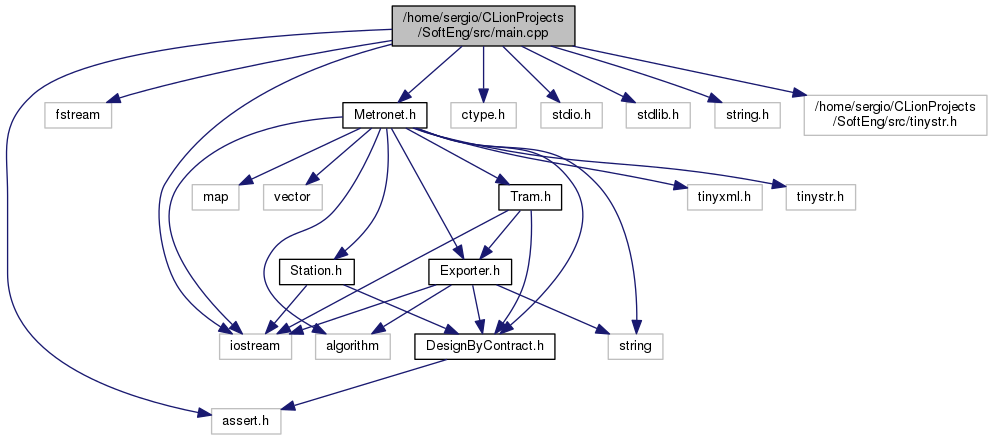 /home/sergio/CLionProjects
/SoftEng/src/main.cpp
fstream
Metronet.h
ctype.h
stdio.h
stdlib.h
string.h
/home/sergio/CLionProjects
/SoftEng/src/tinystr.h
map
vector
Tram.h
tinyxml.h
tinystr.h
Station.h
Exporter.h
iostream
algorithm
DesignByContract.h
string
assert.h